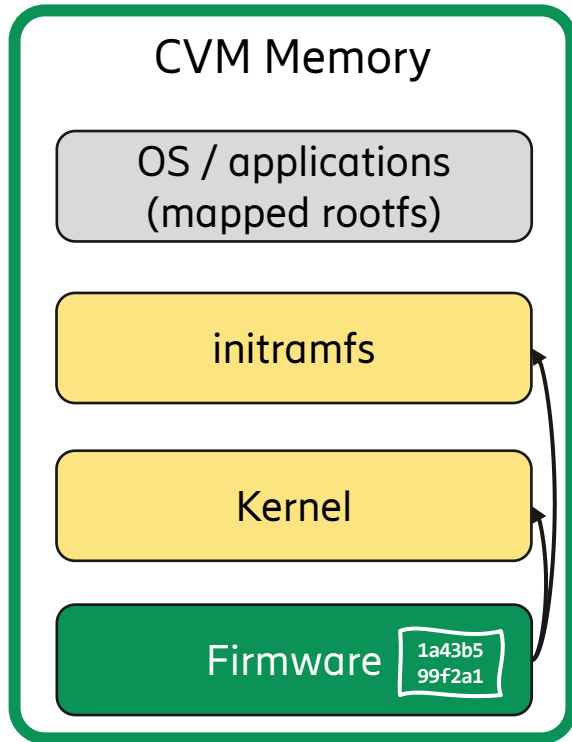 CVM Memory
OS / applications
(mapped rootfs)
initramfs
Kernel
Firmware
1a43b5
99f2a1